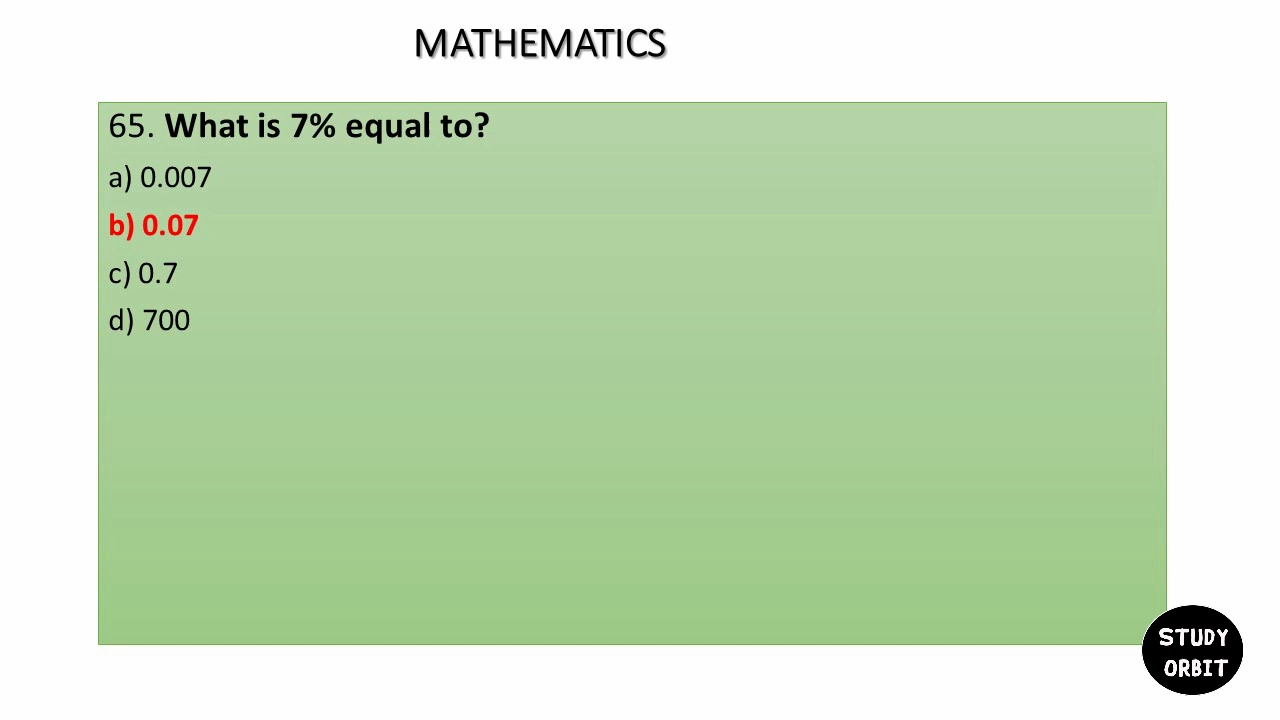 MATHEMATICS
65. What is 7% equal to?
a) 0.007
b) 0.07
c) 0.7
d) 700
STUDY
ORBIT